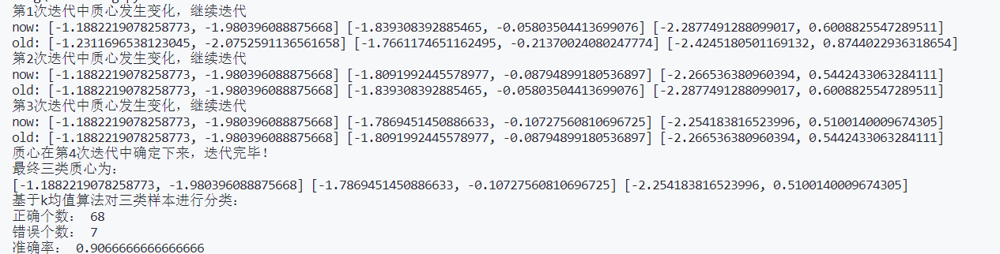 第1次迭代中质心发生变化，继续迭代
now: [-1.1882219078258773, -1.980396088875668] [-1.839308392885465, -0.05803504413699076] [-2.2877491288099017, 0.6008825547289511]
old: [-1.2311696538123045, -2.0752591136561658] [-1.7661174651162495, -0.21370024080247774] [-2.4245180501169132, 0.8744022936318654]
第2次迭代中质心发生变化，继续迭代
now: [-1.1882219078258773, -1.980396088875668] [-1.8091992445578977, -0.08794899180536897] [-2.266536380960394, 0.5442433063284111]
old: [-1.1882219078258773, -1.980396088875668] [-1.839308392885465, -0.05803504413699076] [-2.2877491288099017, 0.6008825547289511]
第3次迭代中质心发生变化，继续迭代
now: [-1.1882219078258773, -1.980396088875668] [-1.7869451450886633, -0.10727560810696725] [-2.254183816523996, 0.5100140009674305]
old: [-1.1882219078258773, -1.980396088875668] [-1.8091992445578977, -0.08794899180536897] [-2.266536380960394, 0.5442433063284111]
质心在第4次迭代中确定下来，迭代完毕！
最终三类质心为：
[-1.1882219078258773, -1.980396088875668] [-1.7869451450886633, -0.10727560810696725] [-2.254183816523996, 0.5100140009674305]
基于k均值算法对三类样本进行分类：
正确个数： 68
错误个数： 7
准确率： 0.9066666666666666